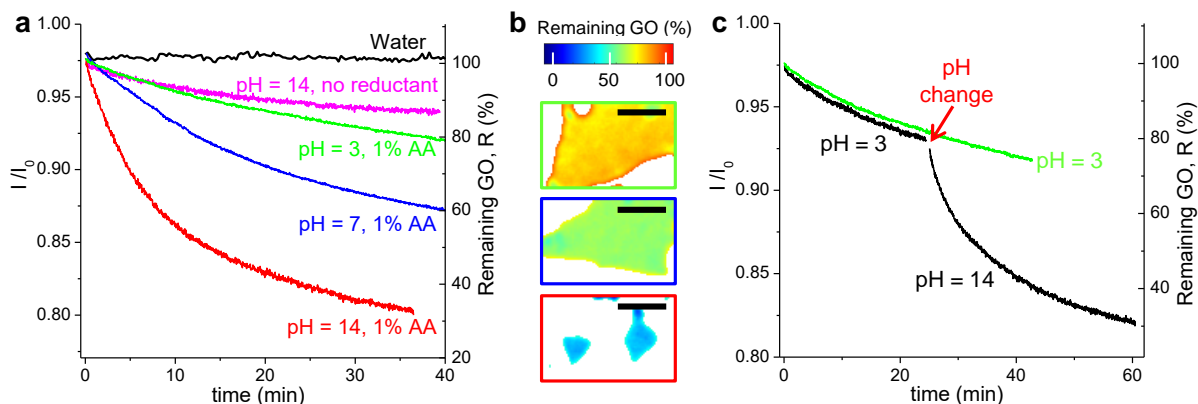 a
1.00
0.95
0.90
0.85
0.80
I /I0
Water
pH = 14, no reductant
pH = 3, 1% AA
pH = 7, 1% AA
pH = 14, 1% AA
100
80
60
40
20
Remaining GO, R (%)
0 10 20 30 40
time (min)
b
Remaining GO (%)
0 50 100
c
1.00
0.95
0.90
0.85
0.80
I /I0
pH
change
pH = 3
pH = 3
pH = 14
100
80
60
40
Remaining GO, R (%)
0 20 40 60
time (min)